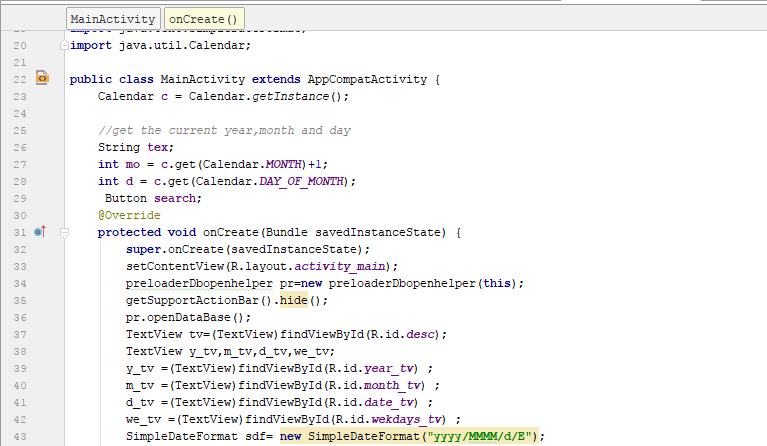 MainActivity onCreate()
20 import java.util.Calendar;
21
22 public class MainActivity extends AppCompatActivity {
23 Calendar c = Calendar.getInstance();
24
25 //get the current year,month and day
26 String tex;
27 int mo = c.get(Calendar.MONTH)+1;
28 int d = c.get(Calendar.DAY_OF_MONTH);
29 Button search;
30 @Override
31 protected void onCreate(Bundle savedInstanceState) {
32 super.onCreate(savedInstanceState);
33 setContentView(R.layout.activity_main);
34 preloaderDbopenhelper pr=new preloaderDbopenhelper(this);
35 getSupportActionBar().hide();
36 pr.openDataBase();
37 TextView tv=(TextView)findViewById(R.id.desc);
38 TextView y_tv,m_tv,d_tv,we_tv;
39 y_tv =(TextView)findViewById(R.id.year_tv) ;
40 m_tv =(TextView)findViewById(R.id.month_tv) ;
41 d_tv =(TextView)findViewById(R.id.date_tv) ;
42 we_tv =(TextView)findViewById(R.id.wekdays_tv) ;
43 SimpleDateFormat sdf= new SimpleDateFormat("yyyy/MMMM/d/E");